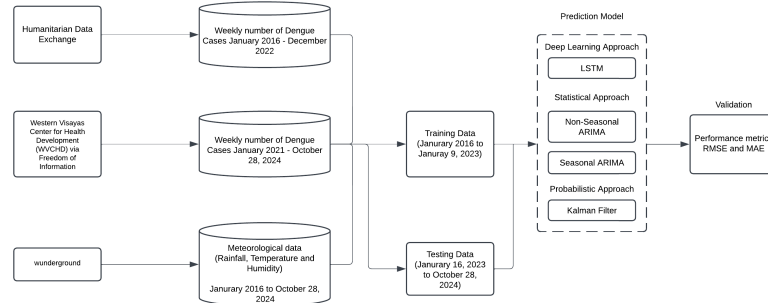 Prediction Model
Humanitarian Data
Exchange
Weekly number of Dengue
Cases January 2016 - December
2022
Deep Learning Approach
LSTM
Statistical Approach
Non-Seasonal
ARIMA
Seasonal ARIMA
Probabilistic Approach
Kalman Filter
Validation
Performance metric
RMSE and MAE
Western Visayas
Center for Health
Development
(WVCHD) via
Freedom of
Information
Weekly number of Dengue
Cases January 2021 - October
28, 2024
Training Data
(Janurary 2016 to
Januray 9, 2023)
wunderground
Meteorological data
(Rainfall, Temperature and
Humidity)
Janurary 2016 to October 28,
2024
Testing Data
(Janurary 16, 2023
to October 28,
2024)